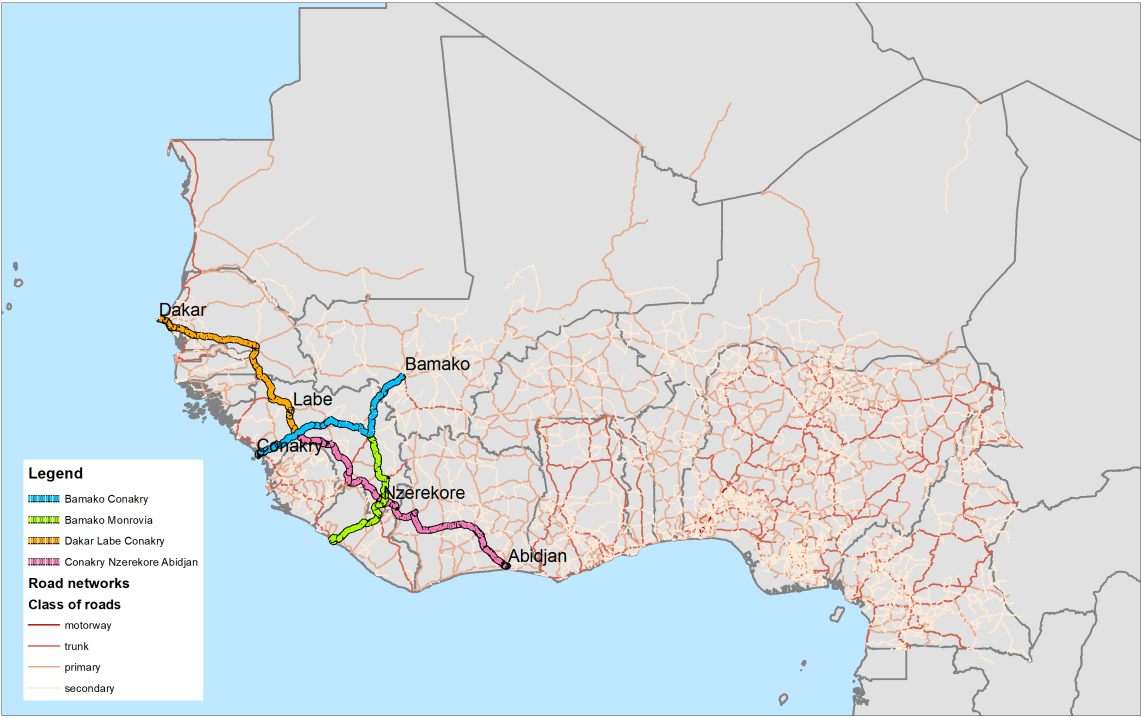 Dakar
Bamako
Labe
Conakry
Nzerekore
Abidjan
Legend
Bamako Conakry
Bamako Monrovia
Dakar Labe Conakry
Conakry Nzerekore Abidjan
Road networks
Class of roads
motorway
trunk
primary
secondary